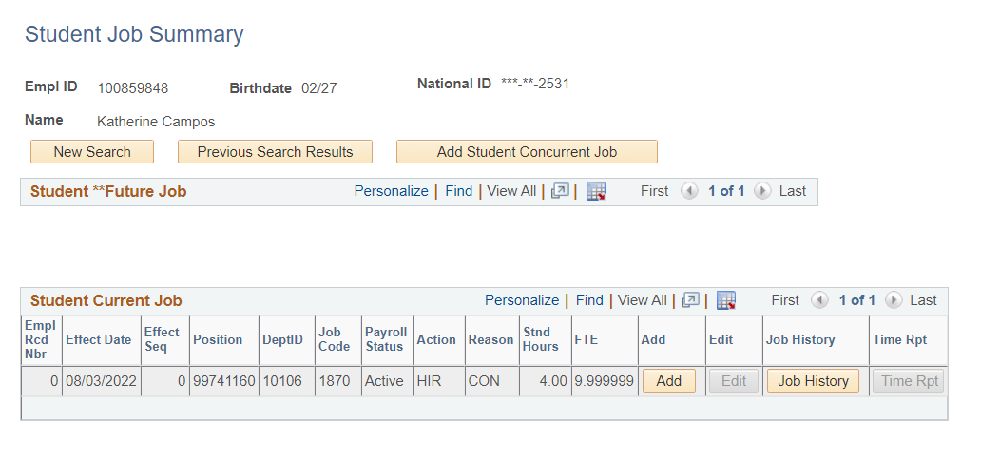 Student Job Summary
Empl ID 100859848 Birthdate 02/27 National ID ***-**-2531
Name Katherine Campos
New Search Previous Search Results Add Student Concurrent Job
Student **Future Job Personalize | Find | View All | | First 1 of 1 Last
Student Current Job Personalize | Find | View All | | First 1 of 1 Last
Empl Rcd Nbr Effect Date Effect Seq Position DeptID Job Code Payroll Status Action Reason Stnd Hours FTE Add Edit Job History Time Rpt
0 08/03/2022 0 99741160 10106 1870 Active HIR CON 4.00 9.999999 Add Edit Job History Time Rpt